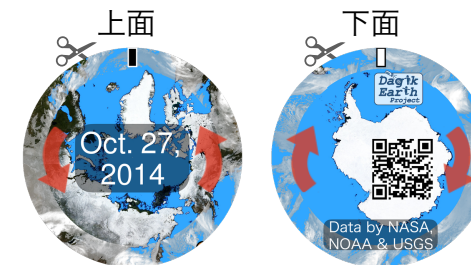 上面
下面
Oct. 27,
2014
Dagik
Earth
Project
Data by NASA,
NOAA & USGS